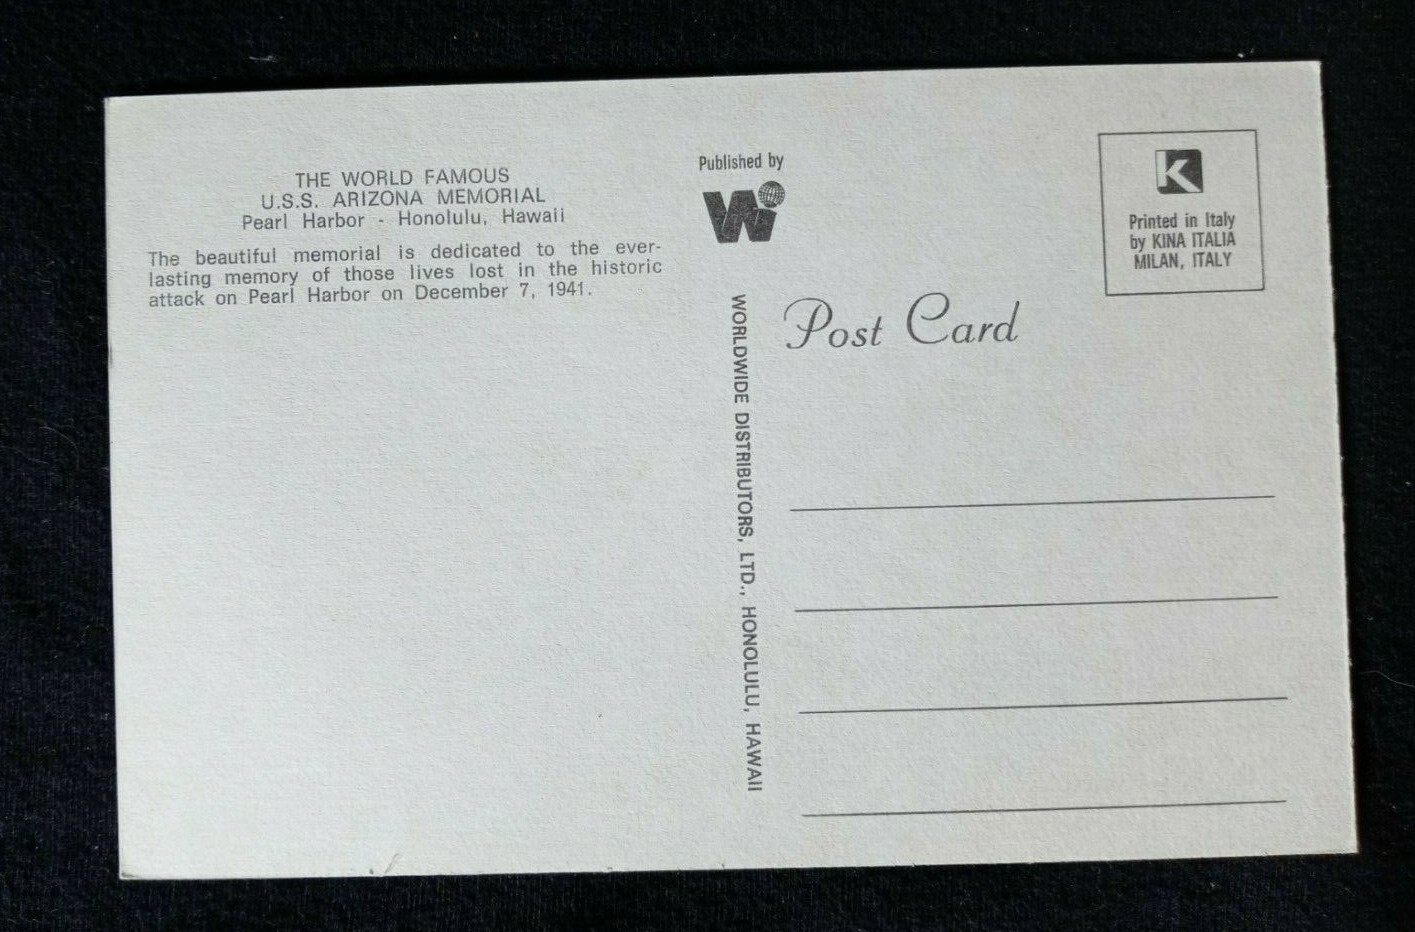 THE WORLD FAMOUS
U.S.S. ARIZONA MEMORIAL
Pearl Harbor - Honolulu, Hawaii
The beautiful memorial is dedicated to the ever-
lasting memory of those lives lost in the historic
attack on Pearl Harbor on December 7, 1941.
Published by
Wi
WORLDWIDE DISTRIBUTORS, LTD., HONOLULU, HAWAII
Post Card
K
Printed in Italy
by KINA ITALIA
MILAN, ITALY